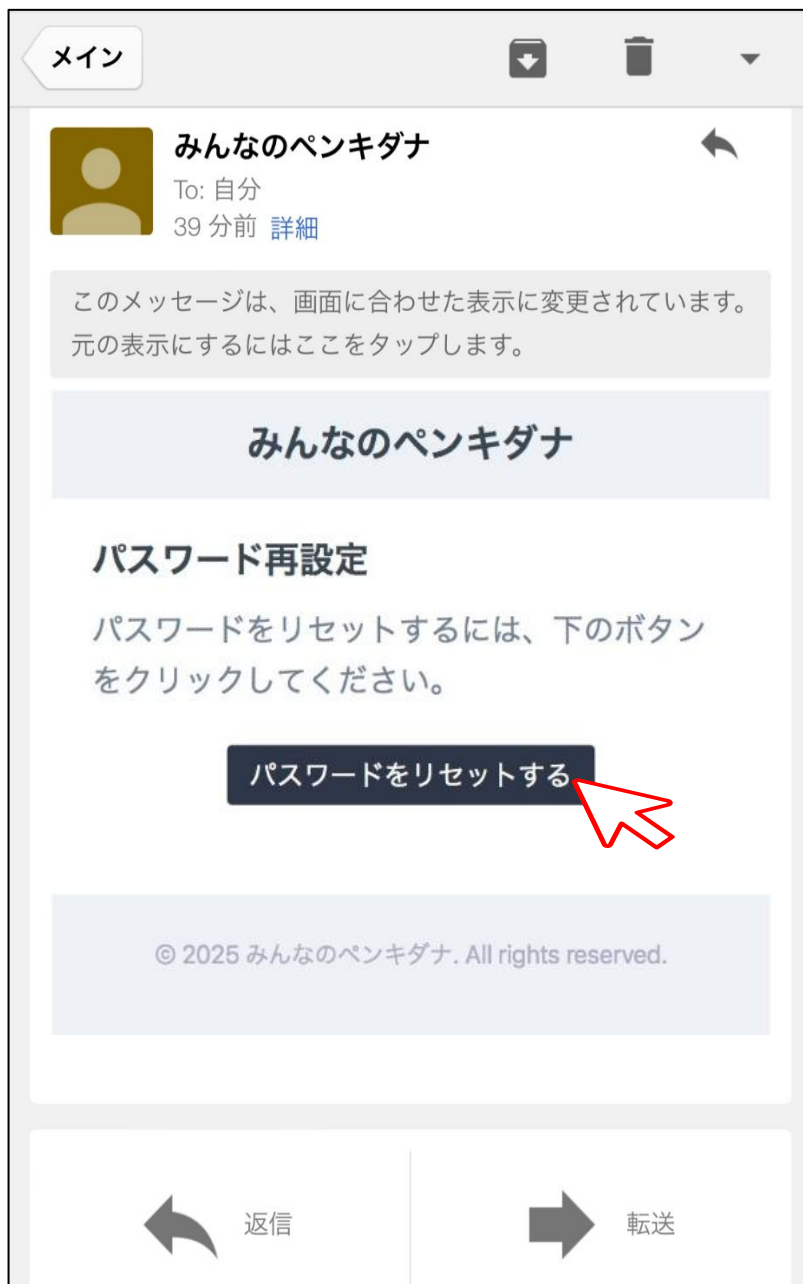 メイン
みんなのペンキダナ
To: 自分
39 分前 詳細
このメッセージは、画面に合わせた表示に変更されています。
元の表示にするにはここをタップします。
みんなのペンキダナ
パスワード再設定
パスワードをリセットするには、下のボタン
をクリックしてください。
パスワードをリセットする
© 2025 みんなのペンキダナ. All rights reserved.
返信
転送